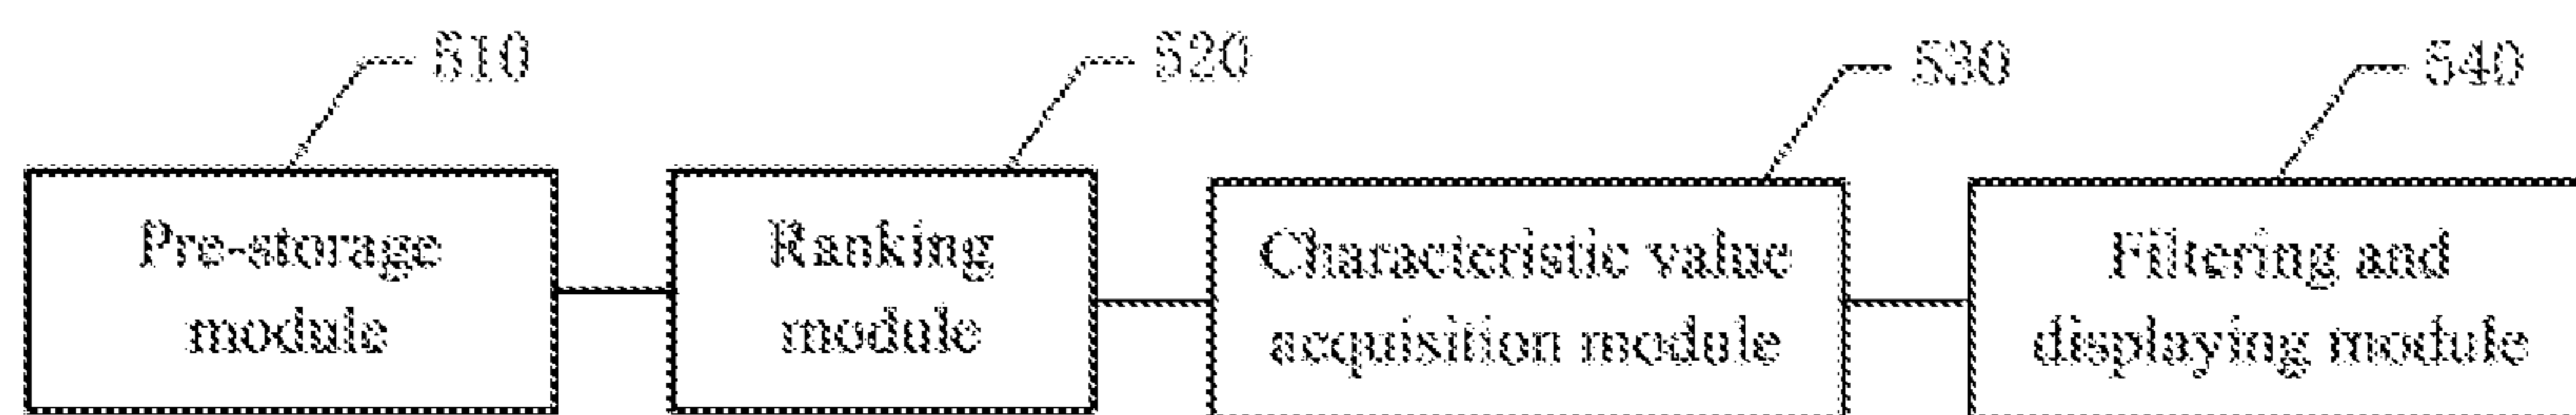 510
520
530
540
Pre-storage
module
Ranking
module
Characteristic value
acquisition module
Filtering and
displaying module